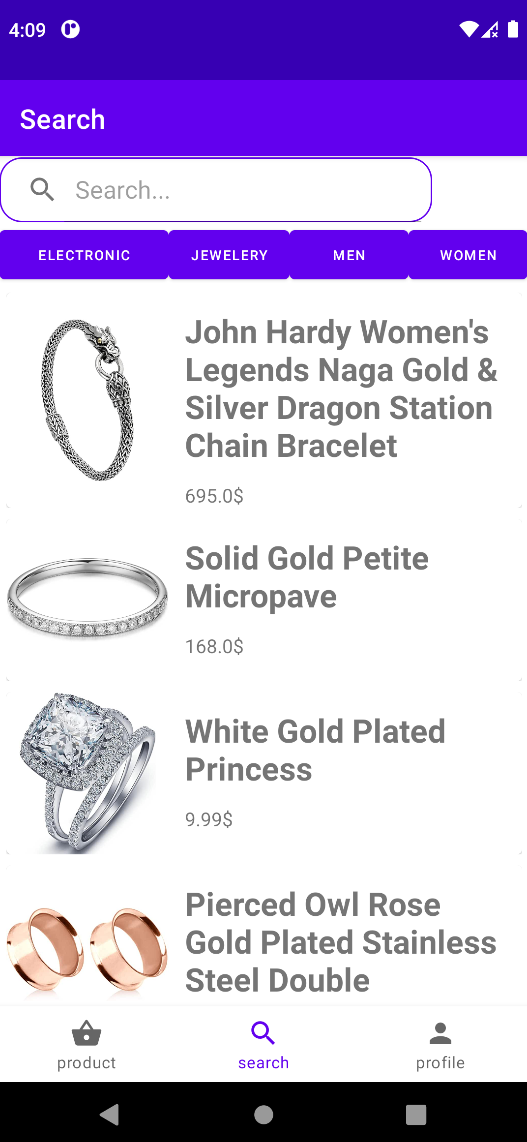 4:09
Search
Search...
ELECTRONIC JEWELERY MEN WOMEN
John Hardy Women's
Legends Naga Gold &
Silver Dragon Station
Chain Bracelet
695.0$
Solid Gold Petite
Micropave
168.0$
White Gold Plated
Princess
9.99$
Pierced Owl Rose
Gold Plated Stainless
Steel Double
product search profile